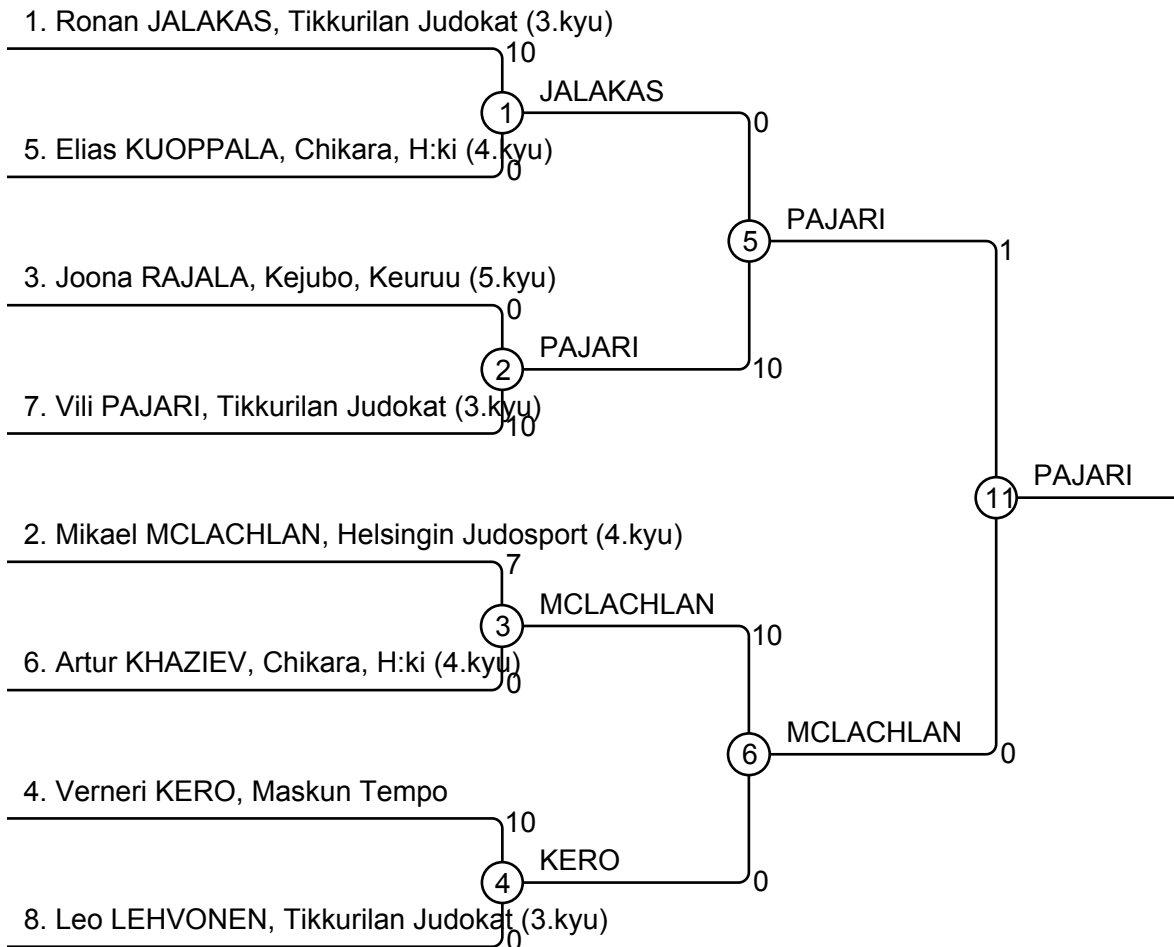 1. Ronan JALAKAS, Tikkurilan Judokat (3.kyu)
10
1
JALAKAS
0
5. Elias KUOPPALA, Chikara, H:ki (4.kyu)
0
5
PAJARI
1
3. Joona RAJALA, Kejubo, Keuruu (5.kyu)
0
2
PAJARI
10
7. Vili PAJARI, Tikkurilan Judokat (3.kyu)
10
11
PAJARI
2. Mikael MCLACHLAN, Helsingin Judosport (4.kyu)
7
3
MCLACHLAN
10
6. Artur KHAZIEV, Chikara, H:ki (4.kyu)
0
6
MCLACHLAN
0
4. Verneri KERO, Maskun Tempo
10
4
KERO
0
8. Leo LEHVONEN, Tikkurilan Judokat (3.kyu)
0